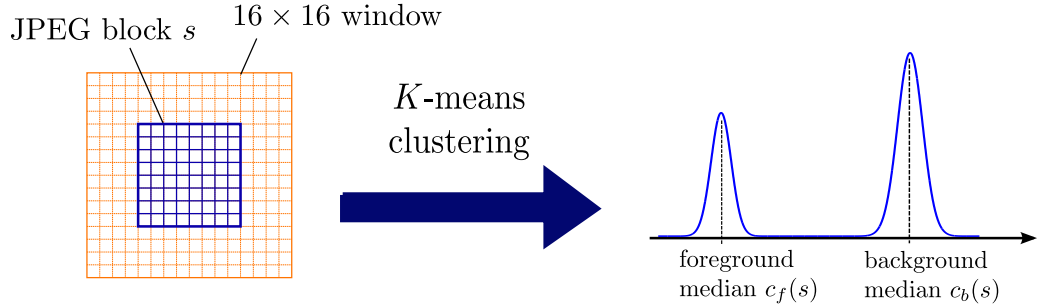 JPEG block s
16 × 16 window
K-means
clustering
foreground
median c_f(s)
background
median c_b(s)